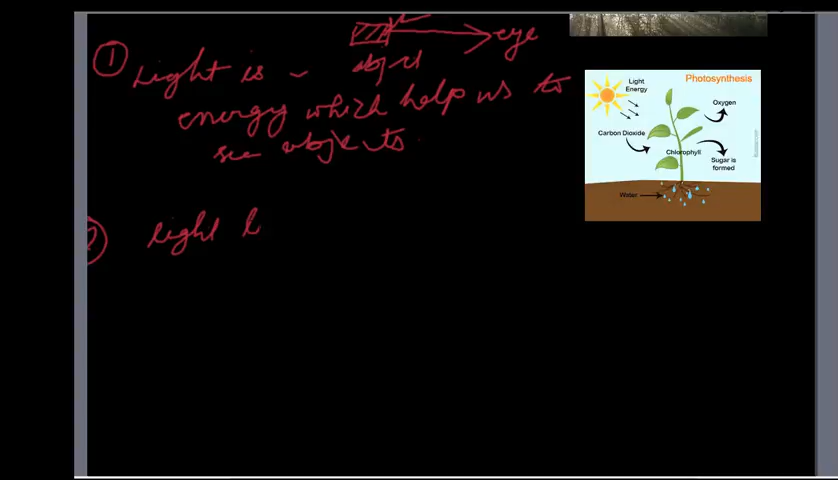 eye
object
① Light is ~
energy which help us to
see objects.
② light l
Photosynthesis
Light
Energy
Oxygen
Carbon Dioxide
Chlorophyll
Sugar is
formed
Water